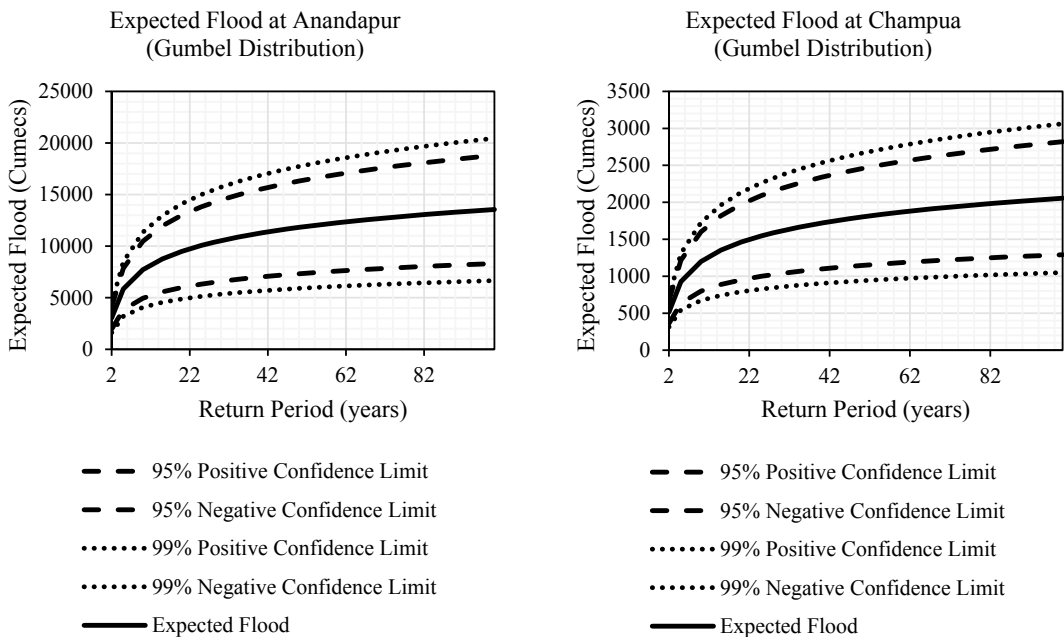 Expected Flood at Anandapur
(Gumbel Distribution)
Expected Flood (Cumecs)
25000
20000
15000
10000
5000
0
2 22 42 62 82
Return Period (years)
95% Positive Confidence Limit
95% Negative Confidence Limit
99% Positive Confidence Limit
99% Negative Confidence Limit
Expected Flood
Expected Flood at Champua
(Gumbel Distribution)
Expected Flood (Cumecs)
3500
3000
2500
2000
1500
1000
500
0
2 22 42 62 82
Return Period (years)
95% Positive Confidence Limit
95% Negative Confidence Limit
99% Positive Confidence Limit
99% Negative Confidence Limit
Expected Flood